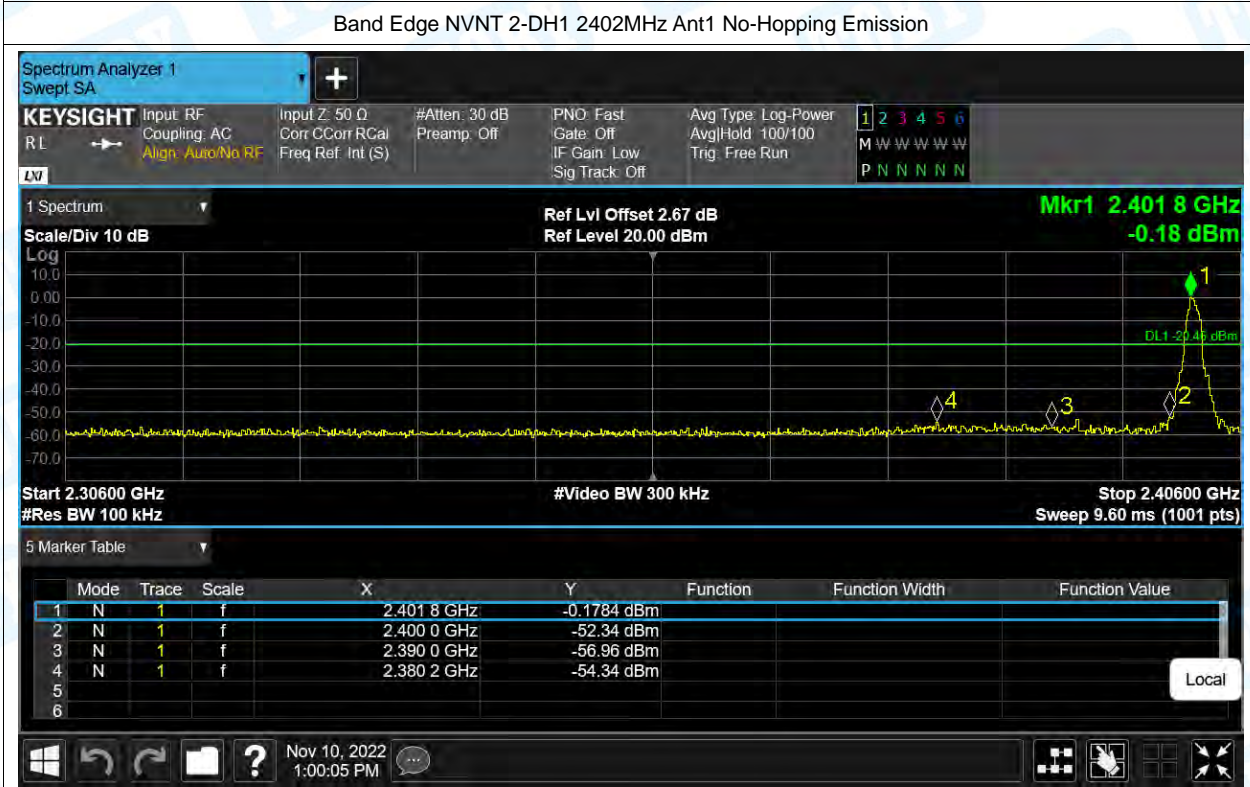 Band Edge NVNT 2-DH1 2402MHz Ant1 No-Hopping Emission
Spectrum Analyzer 1
Swept SA
+
KEYSIGHT Input: RF Input Z: 50 Ω #Atten: 30 dB PNO: Fast Avg Type: Log-Power 1 2 3 4 5 6
RL Coupling: AC Corr CCorr RCal Preamp: Off Gate: Off Avg|Hold: 100/100 M W W W W W
Align: Auto/No RF Freq Ref: Int (S) IF Gain: Low Trig: Free Run P N N N N N
LXI Sig Track: Off
1 Spectrum Ref Lvl Offset 2.67 dB Mkr1 2.401 8 GHz
Scale/Div 10 dB Ref Level 20.00 dBm -0.18 dBm
Log
10.0 1
0.00
-10.0
-20.0 DL1 -20.46 dBm
-30.0
-40.0 4 3 2
-50.0
-60.0
-70.0
Start 2.30600 GHz #Video BW 300 kHz Stop 2.40600 GHz
#Res BW 100 kHz Sweep 9.60 ms (1001 pts)
5 Marker Table
Mode Trace Scale X Y Function Function Width Function Value
1 N 1 f 2.401 8 GHz -0.1784 dBm
2 N 1 f 2.400 0 GHz -52.34 dBm
3 N 1 f 2.390 0 GHz -56.96 dBm
4 N 1 f 2.380 2 GHz -54.34 dBm
5
6
Local
? Nov 10, 2022
1:00:05 PM